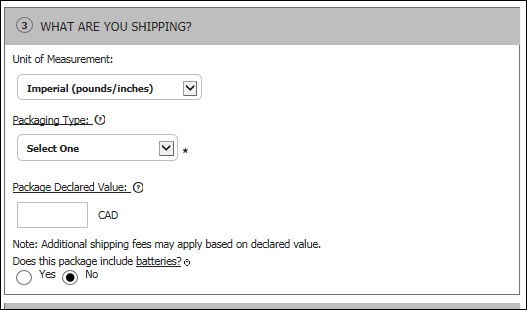 3 WHAT ARE YOU SHIPPING?
Unit of Measurement:
Imperial (pounds/inches)
Packaging Type: ?
Select One *
Package Declared Value: ?
CAD
Note: Additional shipping fees may apply based on declared value.
Does this package include batteries?
Yes No